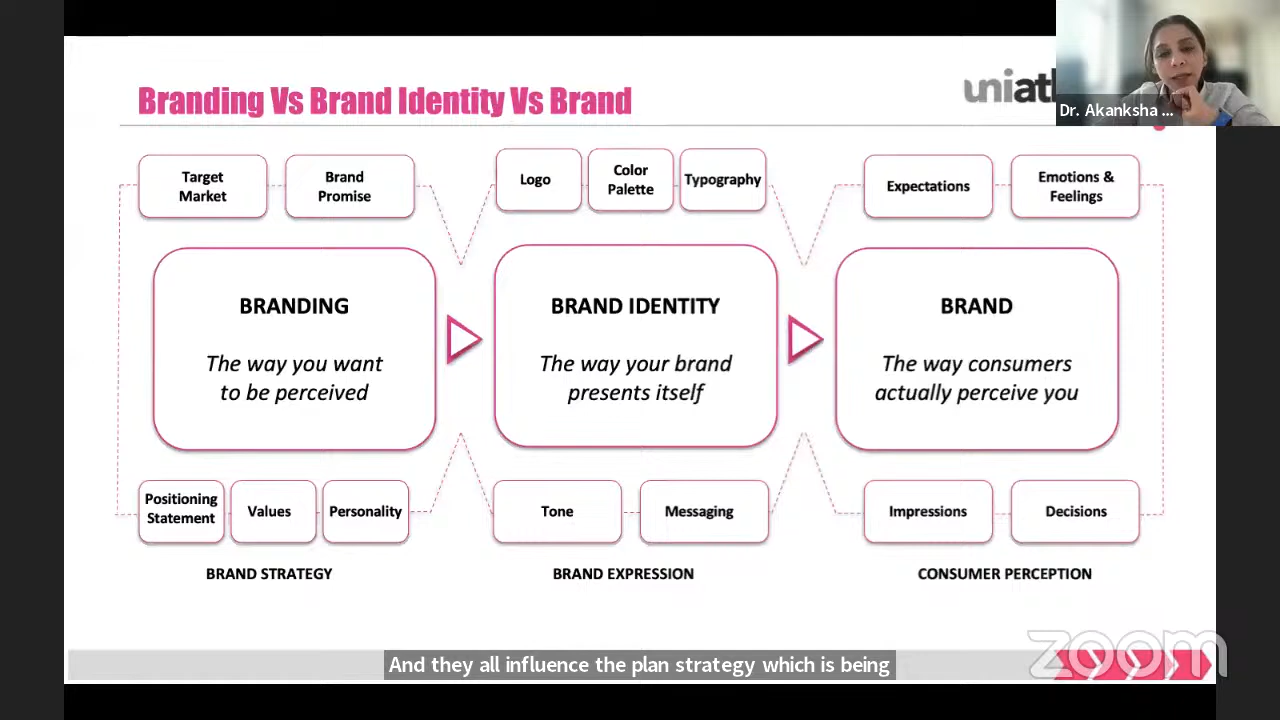 Branding Vs Brand Identity Vs Brand
uniat
Dr. Akanksha ...
Target
Market
Brand
Promise
Logo
Color
Palette
Typography
Expectations
Emotions &
Feelings
BRANDING
The way you want
to be perceived
BRAND IDENTITY
The way your brand
presents itself
BRAND
The way consumers
actually perceive you
Positioning
Statement
Values
Personality
Tone
Messaging
Impressions
Decisions
BRAND STRATEGY
BRAND EXPRESSION
CONSUMER PERCEPTION
And they all influence the plan strategy which is being
zoom